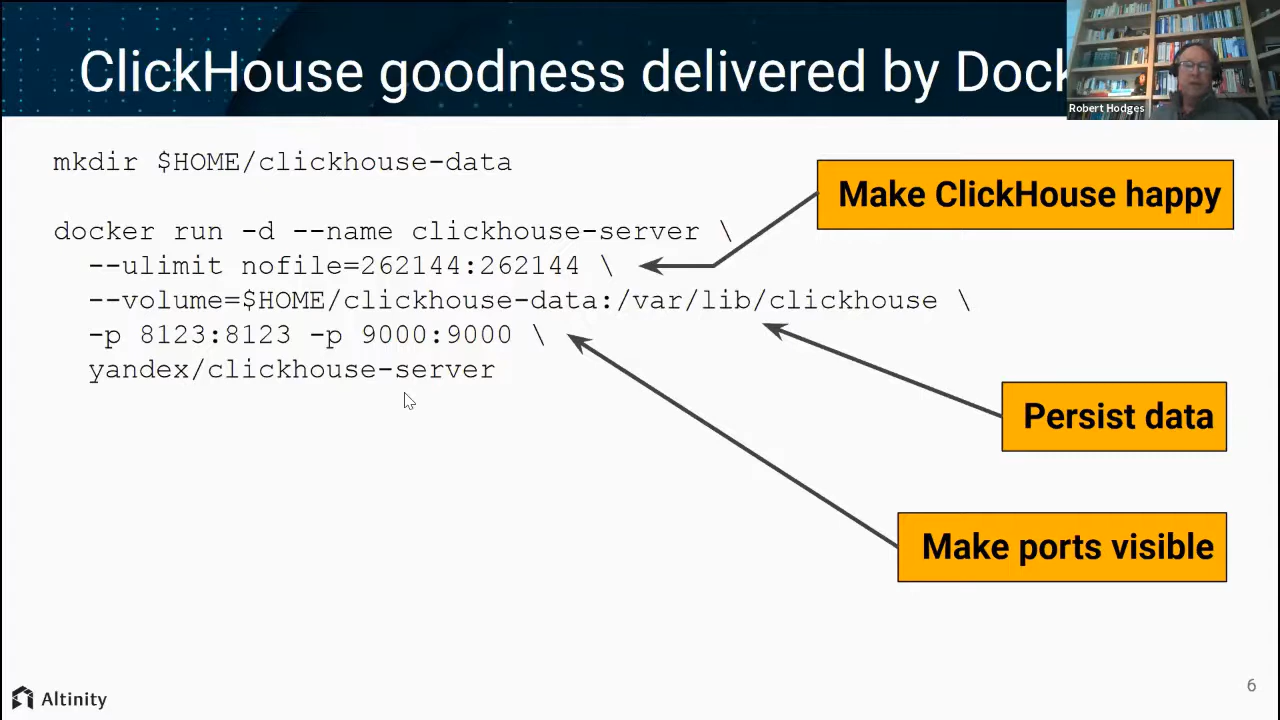 ClickHouse goodness delivered by Dock
Robert Hodges
mkdir $HOME/clickhouse-data
Make ClickHouse happy
docker run -d --name clickhouse-server \
--ulimit nofile=262144:262144 \
--volume=$HOME/clickhouse-data:/var/lib/clickhouse \
-p 8123:8123 -p 9000:9000 \
yandex/clickhouse-server
Persist data
Make ports visible
Altinity
6